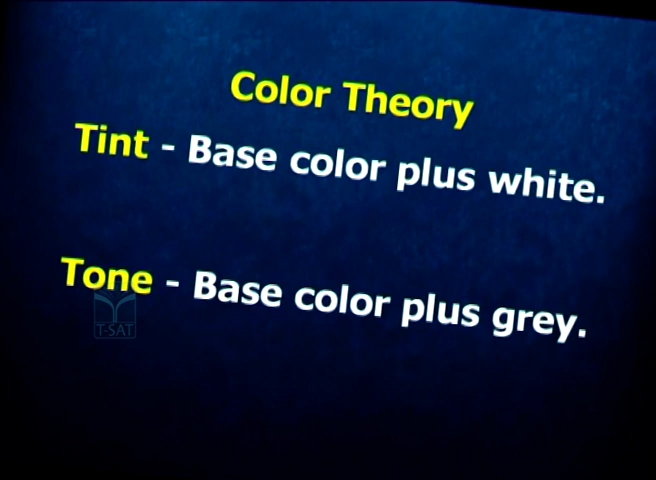 Color Theory
Tint - Base color plus white.
Tone - Base color plus grey.
T-SAT